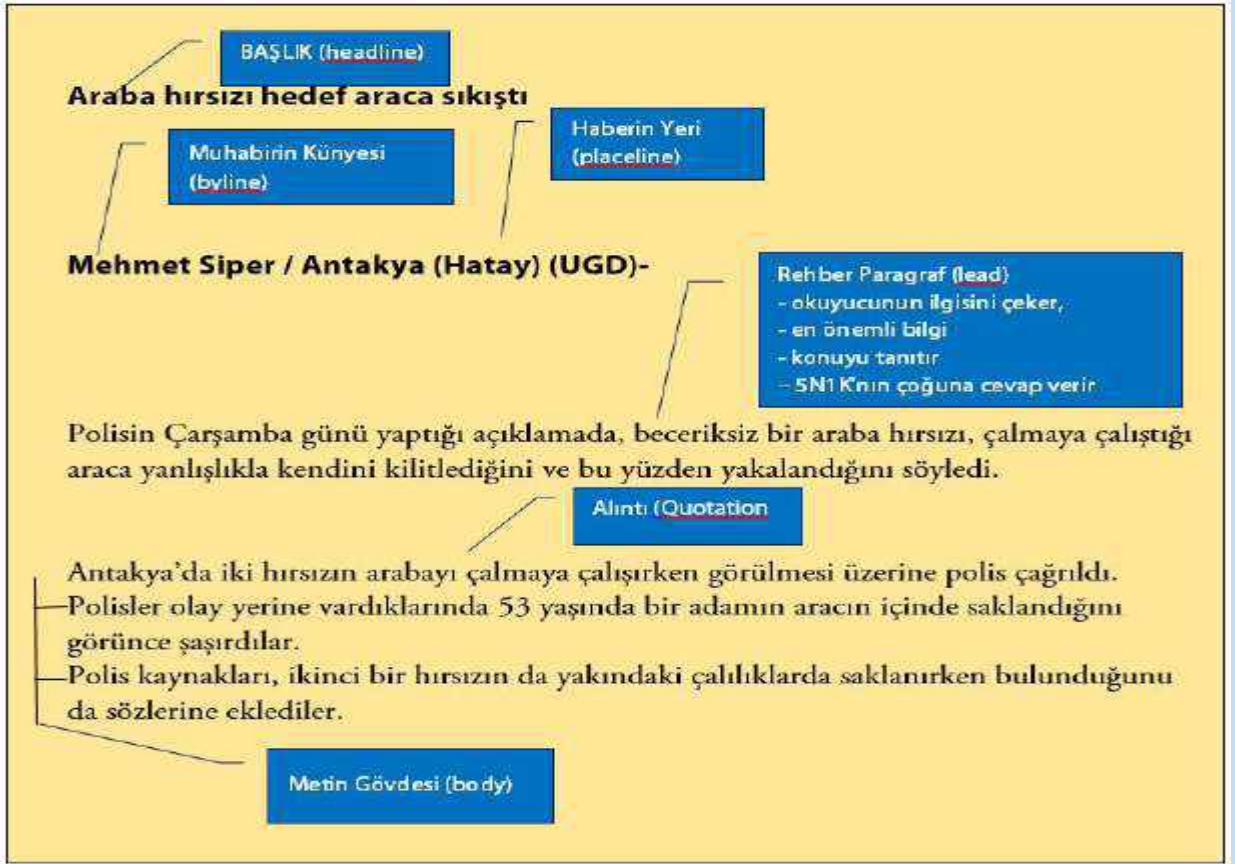 BAŞLIK (headline)
Araba hırsızı hedef araca sıkıştı
Haberin Yeri
(placeline)
Muhabirin Künyesi
(byline)
Mehmet Siper / Antakya (Hatay) (UGD)-
Rehber Paragraf (lead)
- okuyucunun ilgisini çeker,
- en önemli bilgi
- konuyu tanıtır
- 5N1K'nın çoğuna cevap verir
Polisin Çarşamba günü yaptığı açıklamada, beceriksiz bir araba hırsızı, çalmaya çalıştığı
araca yanlışlıkla kendini kilitlediğini ve bu yüzden yakalandığını söyledi.
Alıntı (Quotation
Antakya'da iki hırsızın arabayı çalmaya çalışırken görülmesi üzerine polis çağrıldı.
Polisler olay yerine vardıklarında 53 yaşında bir adamın aracın içinde saklandığını
görünce şaşırdılar.
Polis kaynakları, ikinci bir hırsızın da yakındaki çalılıklarda saklanırken bulunduğunu
da sözlerine eklediler.
Metin Gövdesi (body)